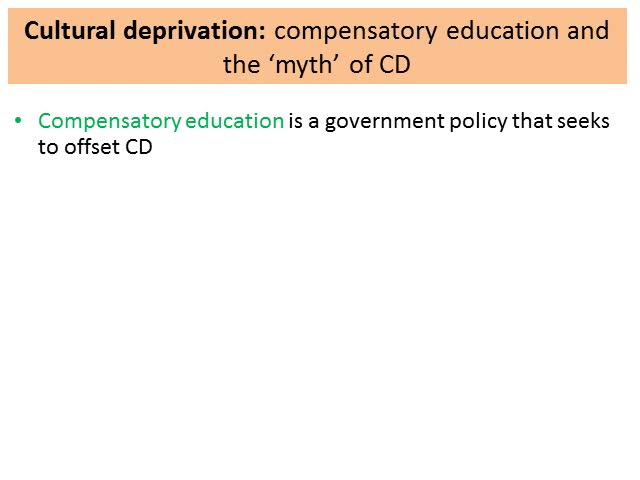 Cultural deprivation: compensatory education and
the ‘myth’ of CD
• Compensatory education is a government policy that seeks
to offset CD